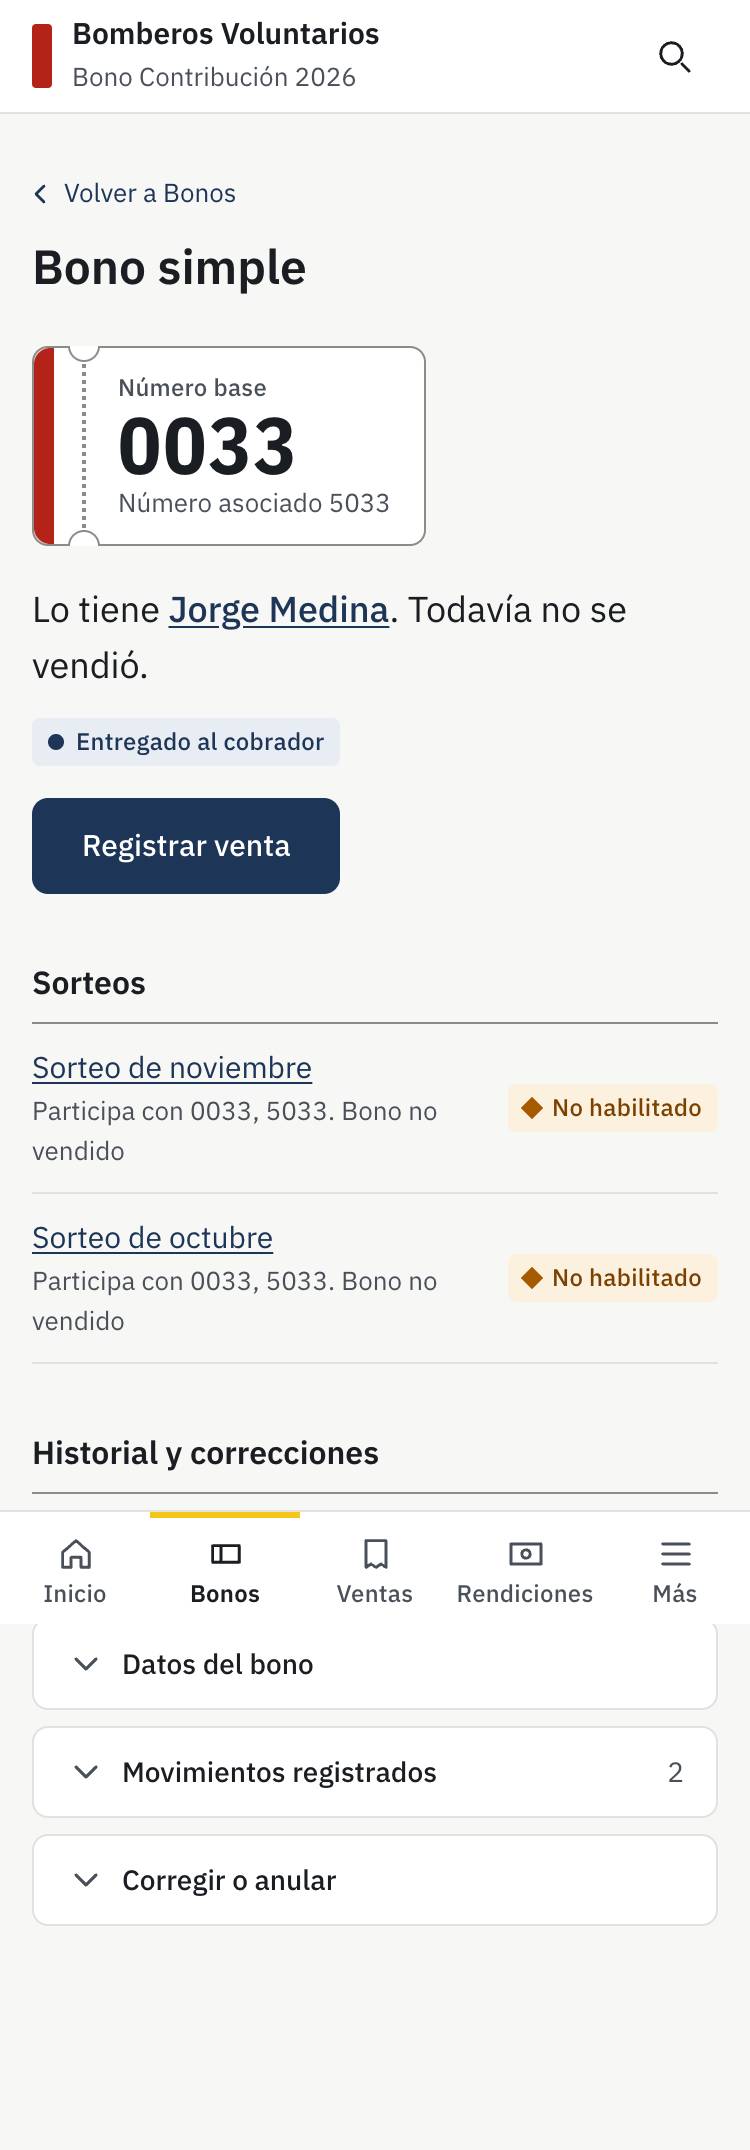 Bomberos Voluntarios
Bono Contribución 2026
Volver a Bonos
Bono simple
Número base
0033
Número asociado 5033
Lo tiene Jorge Medina. Todavía no se
vendió.
Entregado al cobrador
Registrar venta
Sorteos
Sorteo de noviembre
Participa con 0033, 5033. Bono no
vendido
No habilitado
Sorteo de octubre
Participa con 0033, 5033. Bono no
vendido
No habilitado
Historial y correcciones
Inicio
Bonos
Ventas
Rendiciones
Más
Datos del bono
Movimientos registrados 2
Corregir o anular